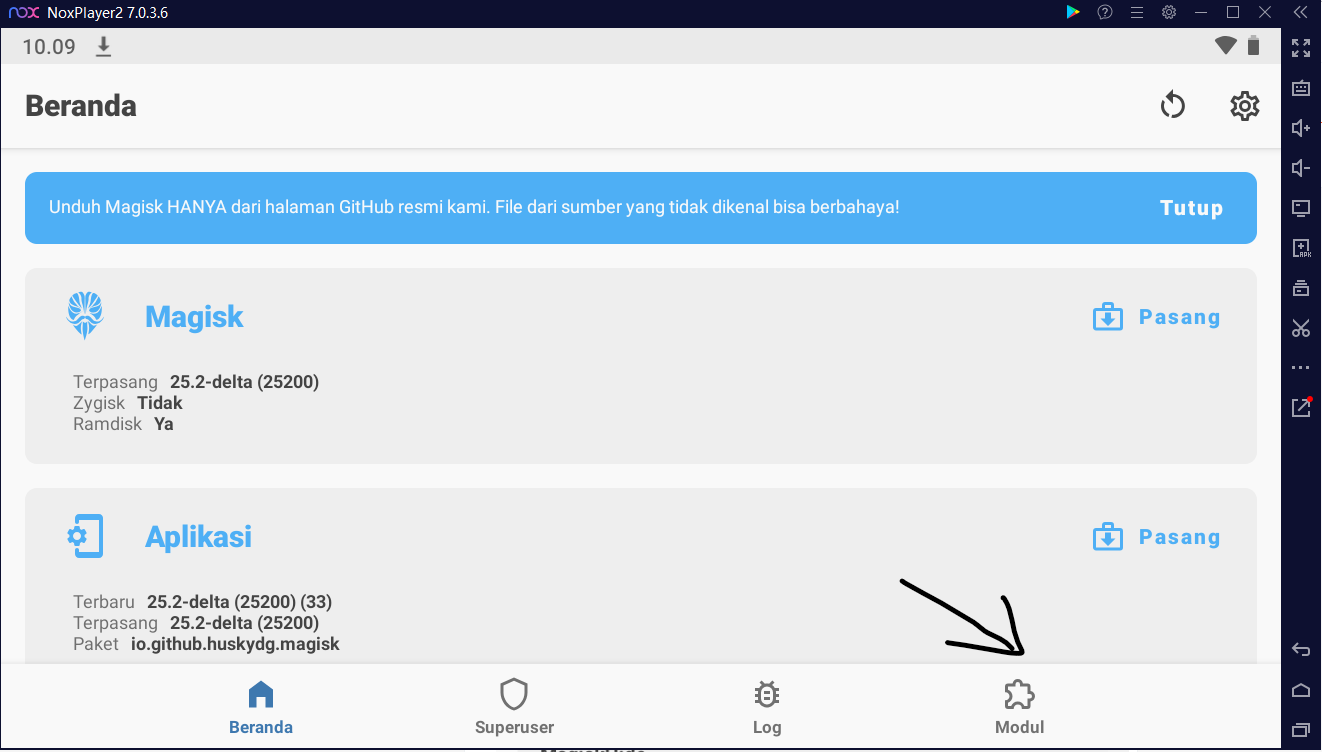 nox NoxPlayer2 7.0.3.6
10.09
Beranda
Unduh Magisk HANYA dari halaman GitHub resmi kami. File dari sumber yang tidak dikenal bisa berbahaya!
Tutup
Magisk
Pasang
Terpasang 25.2-delta (25200)
Zygisk Tidak
Ramdisk Ya
Aplikasi
Pasang
Terbaru 25.2-delta (25200) (33)
Terpasang 25.2-delta (25200)
Paket io.github.huskydg.magisk
Beranda
Superuser
Log
Modul